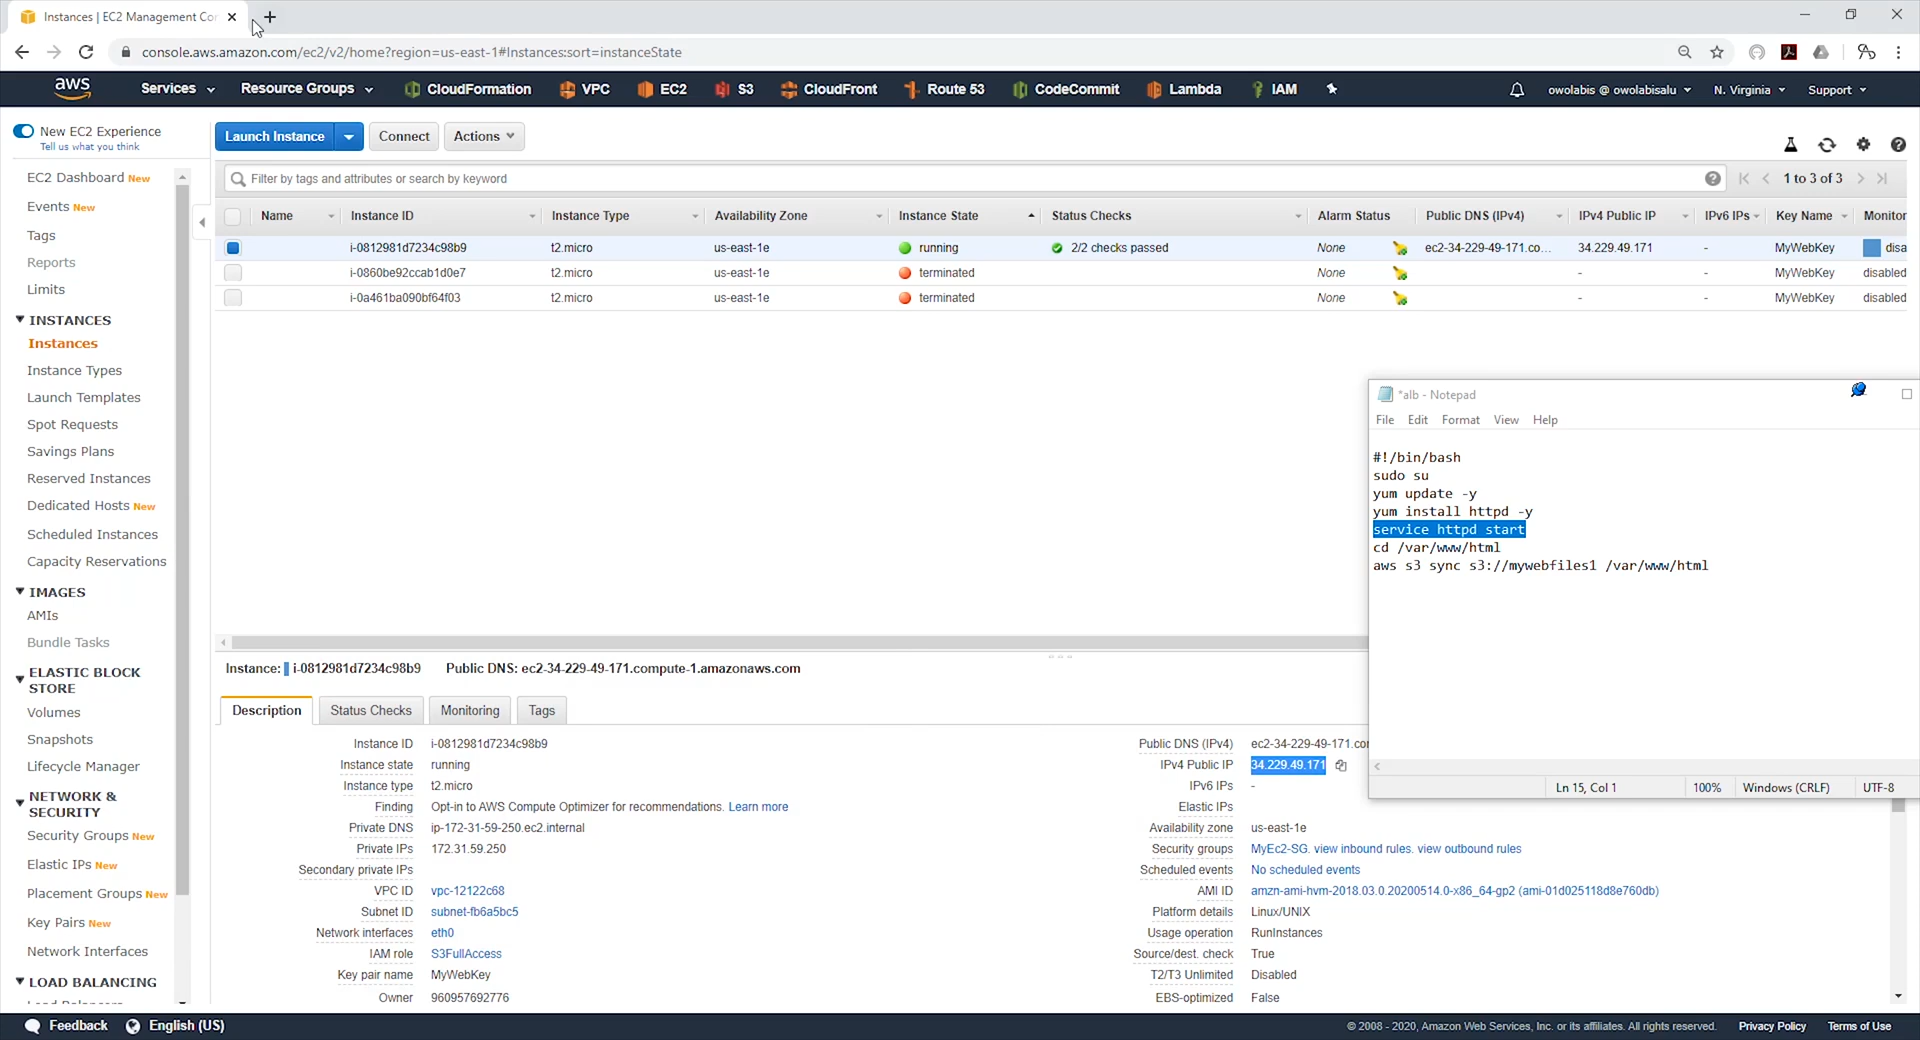 Instances | EC2 Management Co
console.aws.amazon.com/ec2/v2/home?region=us-east-1#Instances:sort=instanceState
aws Services Resource Groups CloudFormation VPC EC2 S3 CloudFront Route 53 CodeCommit Lambda IAM owolabis @ owolabisalu N. Virginia Support
New EC2 Experience
Tell us what you think
EC2 Dashboard New
Events New
Tags
Reports
Limits
INSTANCES
Instances
Instance Types
Launch Templates
Spot Requests
Savings Plans
Reserved Instances
Dedicated Hosts New
Scheduled Instances
Capacity Reservations
IMAGES
AMIs
Bundle Tasks
ELASTIC BLOCK
STORE
Volumes
Snapshots
Lifecycle Manager
NETWORK &
SECURITY
Security Groups New
Elastic IPs New
Placement Groups New
Key Pairs New
Network Interfaces
LOAD BALANCING
Launch Instance Connect Actions
Filter by tags and attributes or search by keyword 1 to 3 of 3
Name Instance ID Instance Type Availability Zone Instance State Status Checks Alarm Status Public DNS (IPv4) IPv4 Public IP IPv6 IPs Key Name Monitor
i-0812981d7234c98b9 t2.micro us-east-1e running 2/2 checks passed None ec2-34-229-49-171.co... 34.229.49.171 - MyWebKey disa
i-0860be92ccab1d0e7 t2.micro us-east-1e terminated None - - MyWebKey disabled
i-0a461ba090bf64f03 t2.micro us-east-1e terminated None - - MyWebKey disabled
*alb - Notepad
File Edit Format View Help
#!/bin/bash
sudo su
yum update -y
yum install httpd -y
service httpd start
cd /var/www/html
aws s3 sync s3://mywebfiles1 /var/www/html
Ln 15, Col 1 100% Windows (CRLF) UTF-8
Instance: i-0812981d7234c98b9 Public DNS: ec2-34-229-49-171.compute-1.amazonaws.com
Description Status Checks Monitoring Tags
Instance ID i-0812981d7234c98b9
Instance state running
Instance type t2.micro
Finding Opt-in to AWS Compute Optimizer for recommendations. Learn more
Private DNS ip-172-31-59-250.ec2.internal
Private IPs 172.31.59.250
Secondary private IPs
VPC ID vpc-12122c68
Subnet ID subnet-fb6a5bc5
Network interfaces eth0
IAM role S3FullAccess
Key pair name MyWebKey
Owner 960957692776
Public DNS (IPv4) ec2-34-229-49-171.co
IPv4 Public IP 34.229.49.171
IPv6 IPs -
Elastic IPs
Availability zone us-east-1e
Security groups MyEc2-SG. view inbound rules. view outbound rules
Scheduled events No scheduled events
AMI ID amzn-ami-hvm-2018.03.0.20200514.0-x86_64-gp2 (ami-01d025118d8e760db)
Platform details Linux/UNIX
Usage operation RunInstances
Source/dest. check True
T2/T3 Unlimited Disabled
EBS-optimized False
Feedback English (US) © 2008 - 2020, Amazon Web Services, Inc. or its affiliates. All rights reserved. Privacy Policy Terms of Use